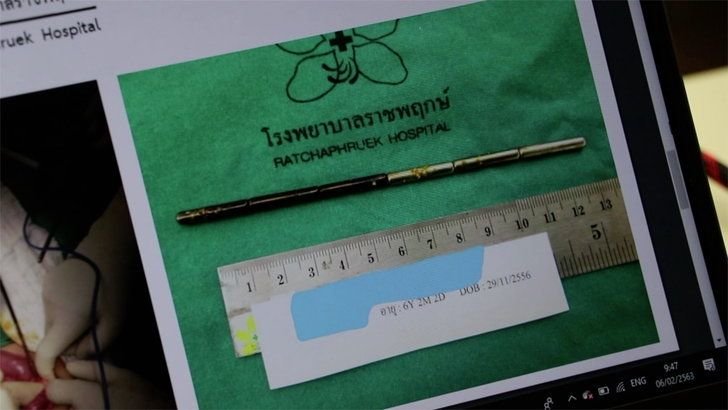 ruek Hospital
โรงพยาบาลราชพฤกษ์
RATCHAPHRUEK HOSPITAL
1 2 3 4 5 6 7 8 9 10 11 12 13
5
อายุ : 6Y 2M 2D DOB : 29/11/2556
ENG
9:47
06/02/2563